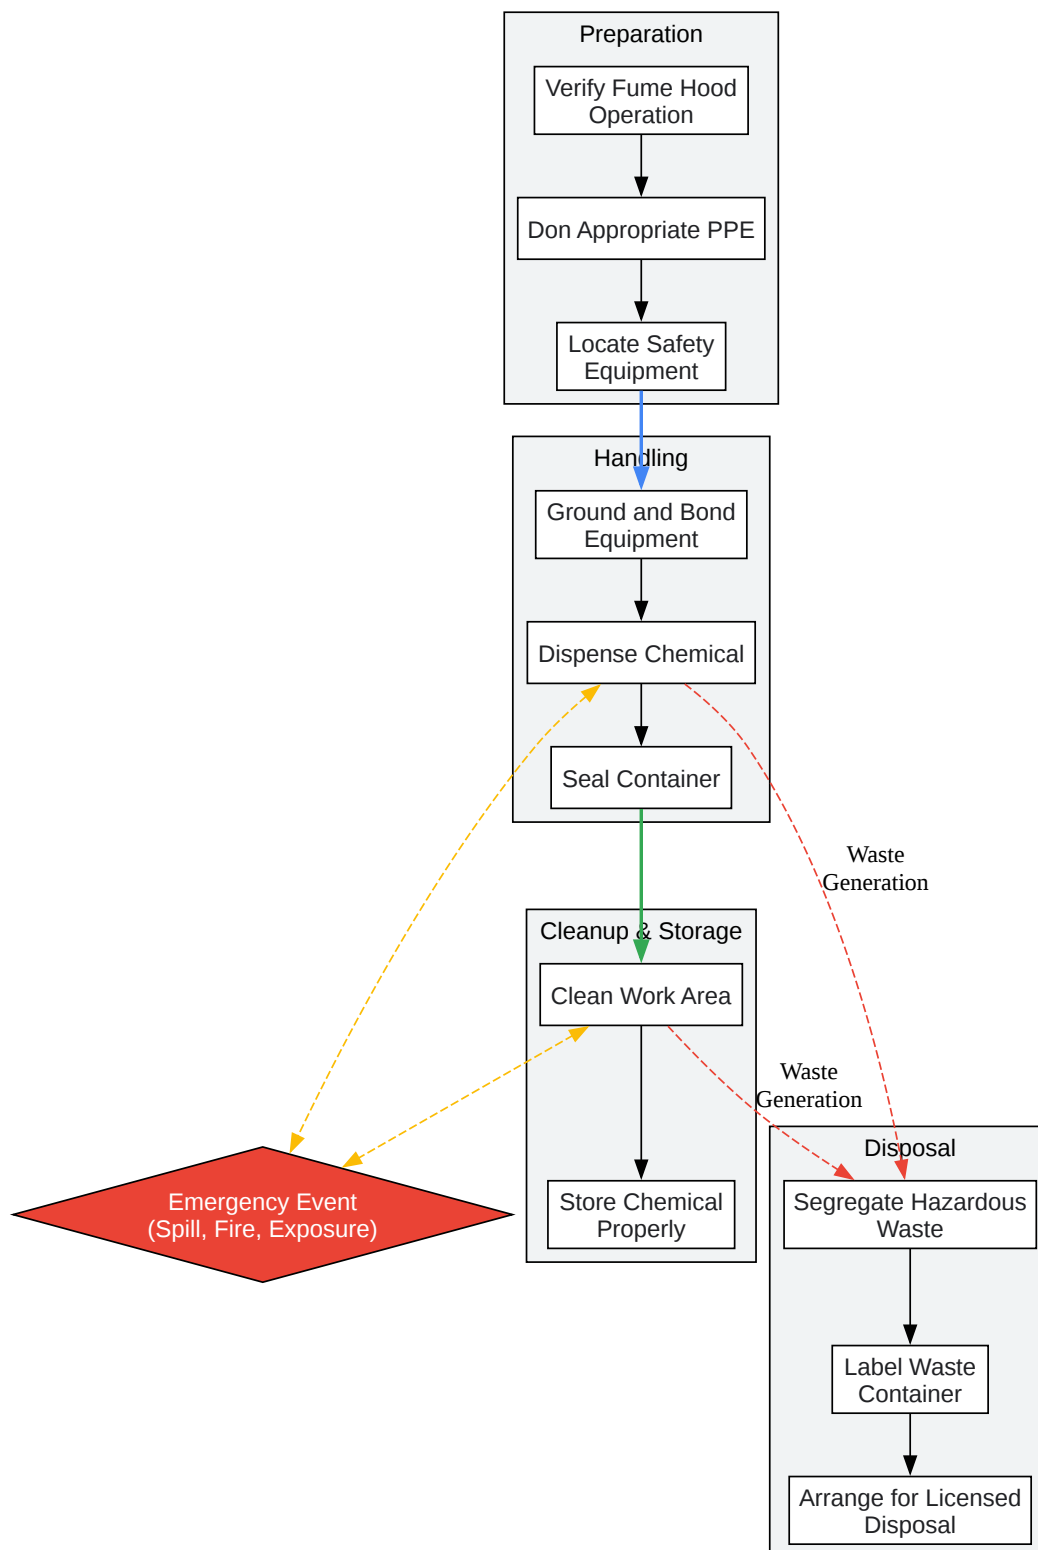 Preparation
Verify Fume Hood
Operation
Don Appropriate PPE
Locate Safety
Equipment
Handling
Ground and Bond
Equipment
Dispense Chemical
Seal Container
Waste
Generation
Cleanup & Storage
Clean Work Area
Waste
Generation
Disposal
Emergency Event
(Spill, Fire, Exposure)
Store Chemical
Properly
Segregate Hazardous
Waste
Label Waste
Container
Arrange for Licensed
Disposal